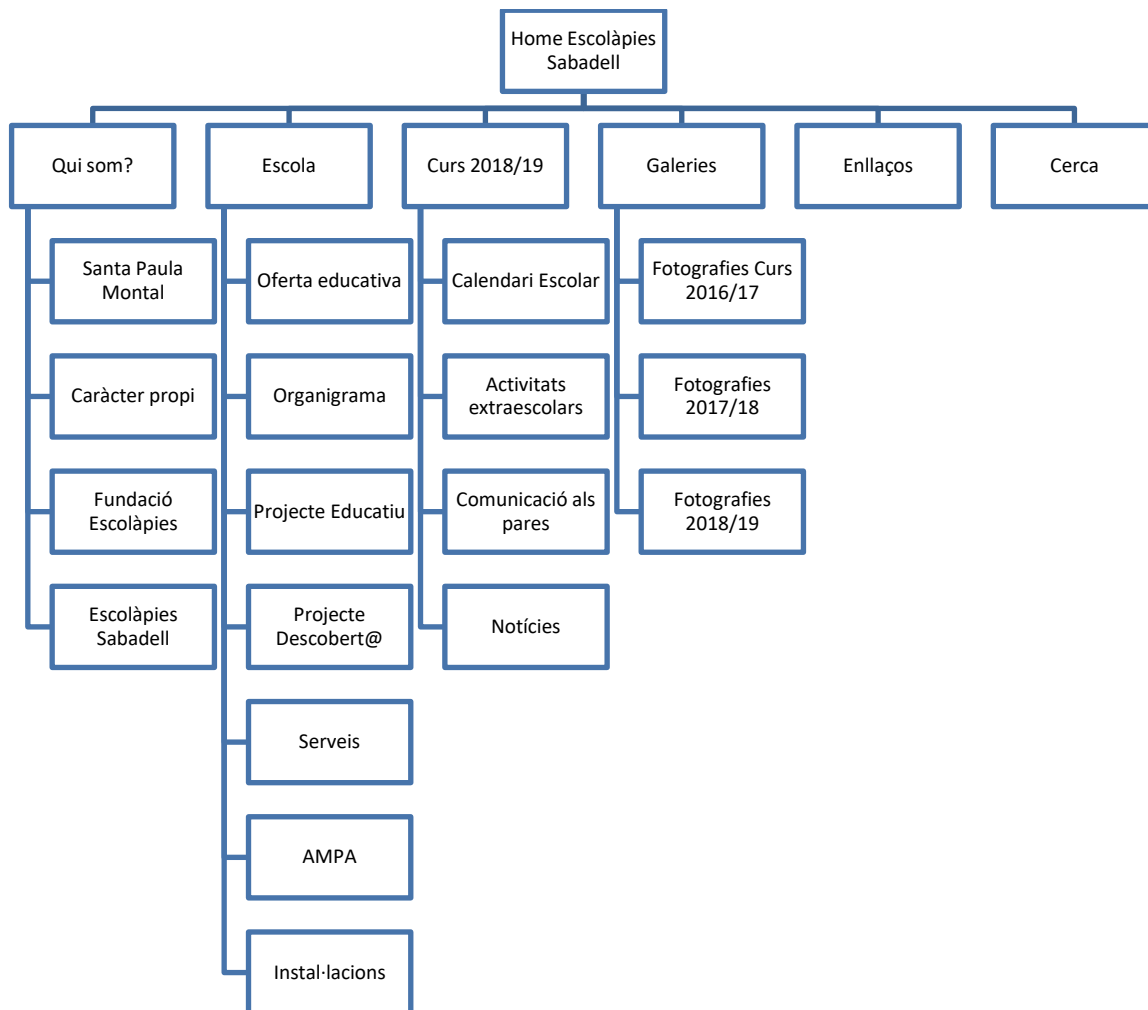 Home Escolàpies
Sabadell
Qui som?
Escola
Curs 2018/19
Galeries
Enllaços
Cerca
Santa Paula
Montal
Caràcter propi
Fundació
Escolàpies
Escolàpies
Sabadell
Oferta educativa
Organigrama
Projecte Educatiu
Projecte
Descobert@
Serveis
AMPA
Instal·lacions
Calendari Escolar
Activitats
extraescolars
Comunicació als
pares
Notícies
Fotografies Curs
2016/17
Fotografies
2017/18
Fotografies
2018/19